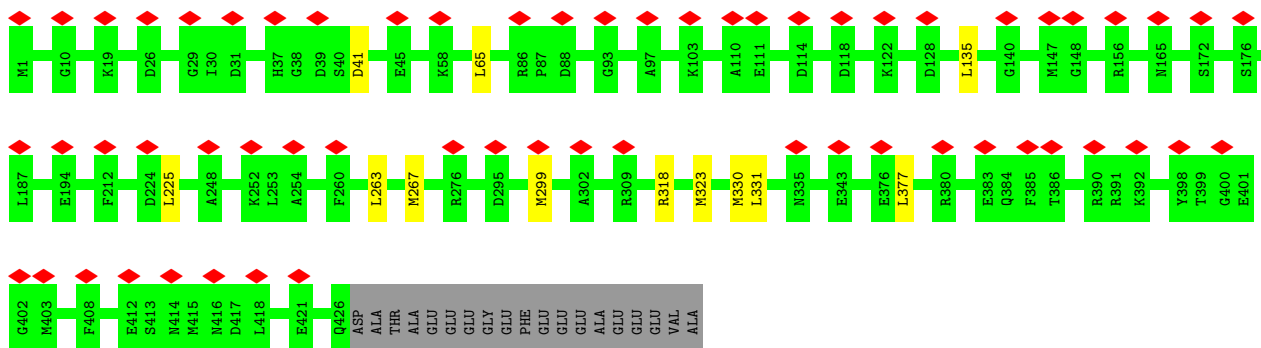 M1 G10 K19 D26 G29 I30 D31 H37 G38 D39 S40 D41 E45 K58 L65 R86 P87 D88 G93 A97 K103 A110 E111 D114 D118 K122 D128 L135 G140 M147 G148 R156 N165 S172 S176
L187 E194 F212 D224 L225 A248 K252 L253 A254 F260 L263 M267 R276 D295 M299 A302 R309 R318 M323 M330 L331 N335 E343 E376 L377 R380 E383 Q384 F385 T386 R390 R391 K392 Y398 T399 G400 E401
G402 M403 F408 E412 S413 N414 M415 N416 D417 L418 E421 Q426 ASP ALA THR ALA GLU GLU GLU GLY GLU PHE GLU GLU GLU ALA GLU GLU GLU VAL ALA